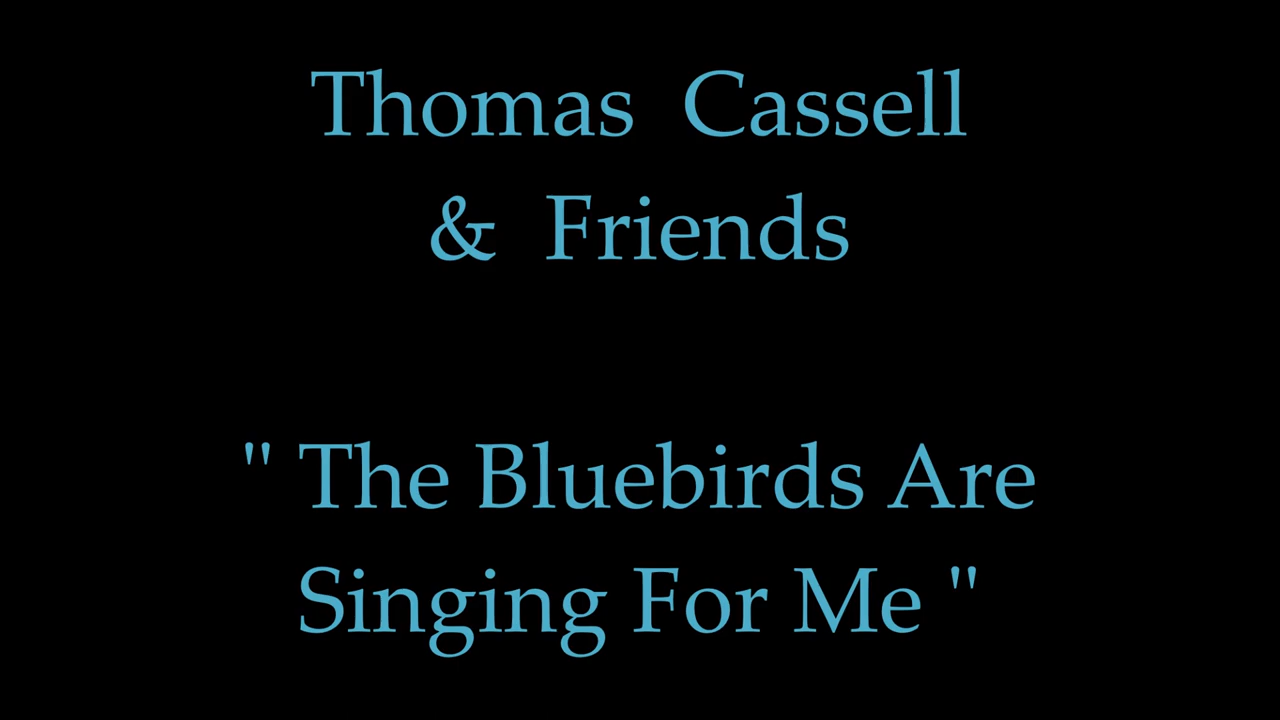 Thomas Cassell
& Friends
" The Bluebirds Are
Singing For Me "